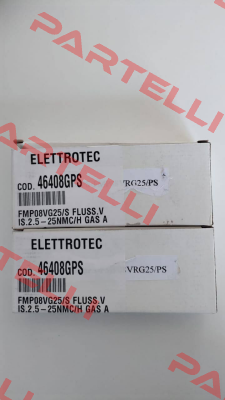 PARTELLI
ELETTROTEC
COD. 46408GPS
RG25/PS
FMP08VG25/S FLUSS.V
IS.2.5-25NMC/H GAS A
ELETTROTEC
COD. 46408GPS
VRG25/PS
FMP08VG25/S FLUSS.V
IS.2.5-25NMC/H GAS A
PARTELLI